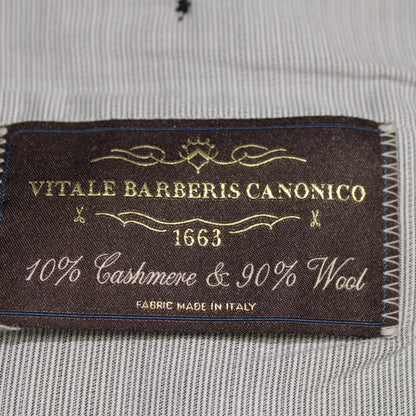 VITALE BARBERIS CANONICO
1663
10% Cashmere & 90% Wool
FABRIC MADE IN ITALY